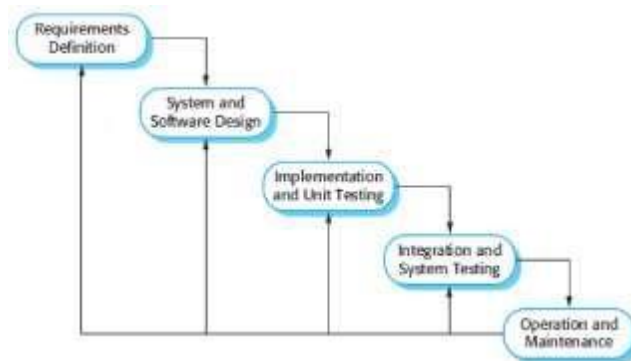 Requirements
Definition
System and
Software Design
Implementation
and Unit Testing
Integration and
System Testing
Operation and
Maintenance